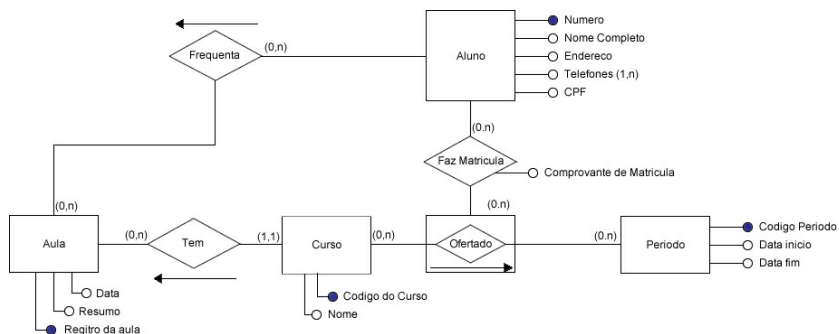 Numero
Nome Completo
Endereco
Telefones (1,n)
CPF
Aluno
(0,n)
Frequenta
(0.n)
Faz Matricula
Comprovante de Matricula
(0.n)
(0,n)
Aula
(0,n)
Tem
(1,1)
Curso
(0,n)
Ofertado
(0.n)
Periodo
Codigo Periodo
Data inicio
Data fim
Data
Resumo
Regitro da aula
Codigo do Curso
Nome